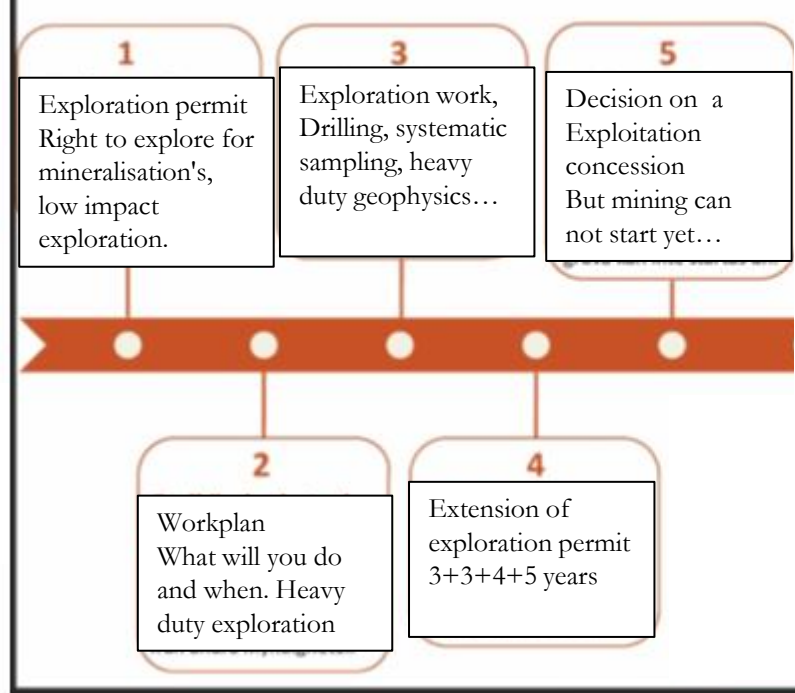 1
Exploration permit
Right to explore for
mineralisation's,
low impact
exploration.
2
Workplan
What will you do
and when. Heavy
duty exploration
3
Exploration work,
Drilling, systematic
sampling, heavy
duty geophysics…
4
Extension of
exploration permit
3+3+4+5 years
5
Decision on a
Exploitation
concession
But mining can
not start yet…